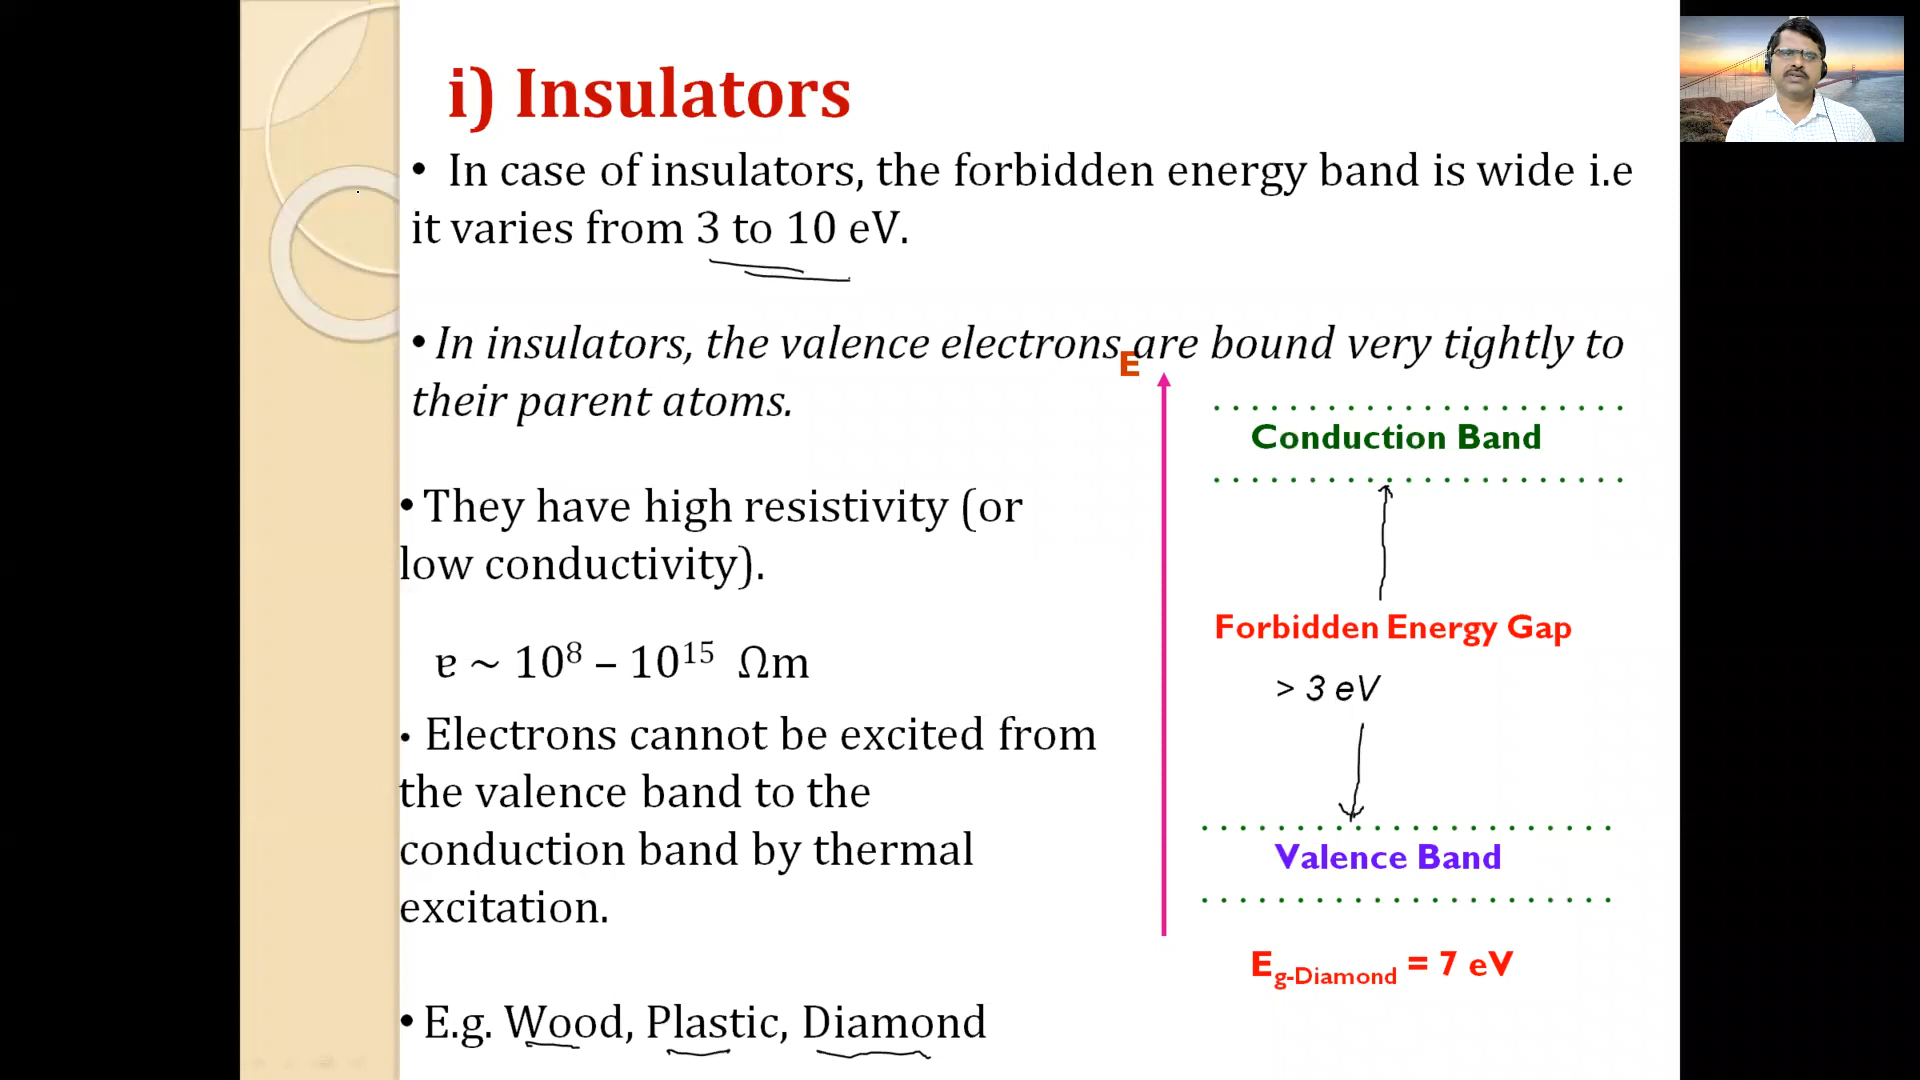 i) Insulators
• In case of insulators, the forbidden energy band is wide i.e
it varies from 3 to 10 eV.
• In insulators, the valence electrons are bound very tightly to
their parent atoms.
• They have high resistivity (or
low conductivity).
ɐ ~ 10⁸ – 10¹⁵ Ωm
• Electrons cannot be excited from
the valence band to the
conduction band by thermal
excitation.
• E.g. Wood, Plastic, Diamond
E
Conduction Band
Forbidden Energy Gap
> 3 eV
Valence Band
Eg-Diamond = 7 eV